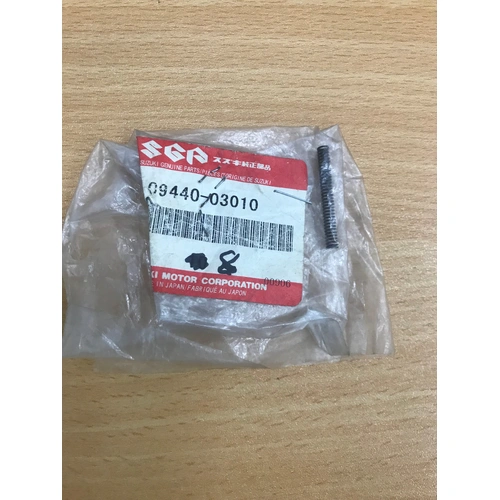 SGP スズキ純正部品
SUZUKI GENUINE PARTS/PIECES D'ORIGINE DE SUZUKI
09440-03010
8
KI MOTOR CORPORATION
00906
IN JAPAN/FABRIQUE AU JAPON